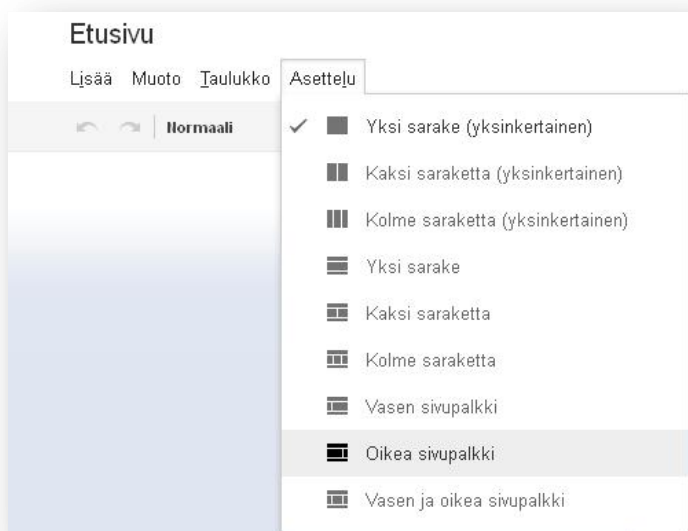 Etusivu
Lisää Muoto Taulukko Asettelu
Normaali
Yksi sarake (yksinkertainen)
Kaksi saraketta (yksinkertainen)
Kolme saraketta (yksinkertainen)
Yksi sarake
Kaksi saraketta
Kolme saraketta
Vasen sivupalkki
Oikea sivupalkki
Vasen ja oikea sivupalkki